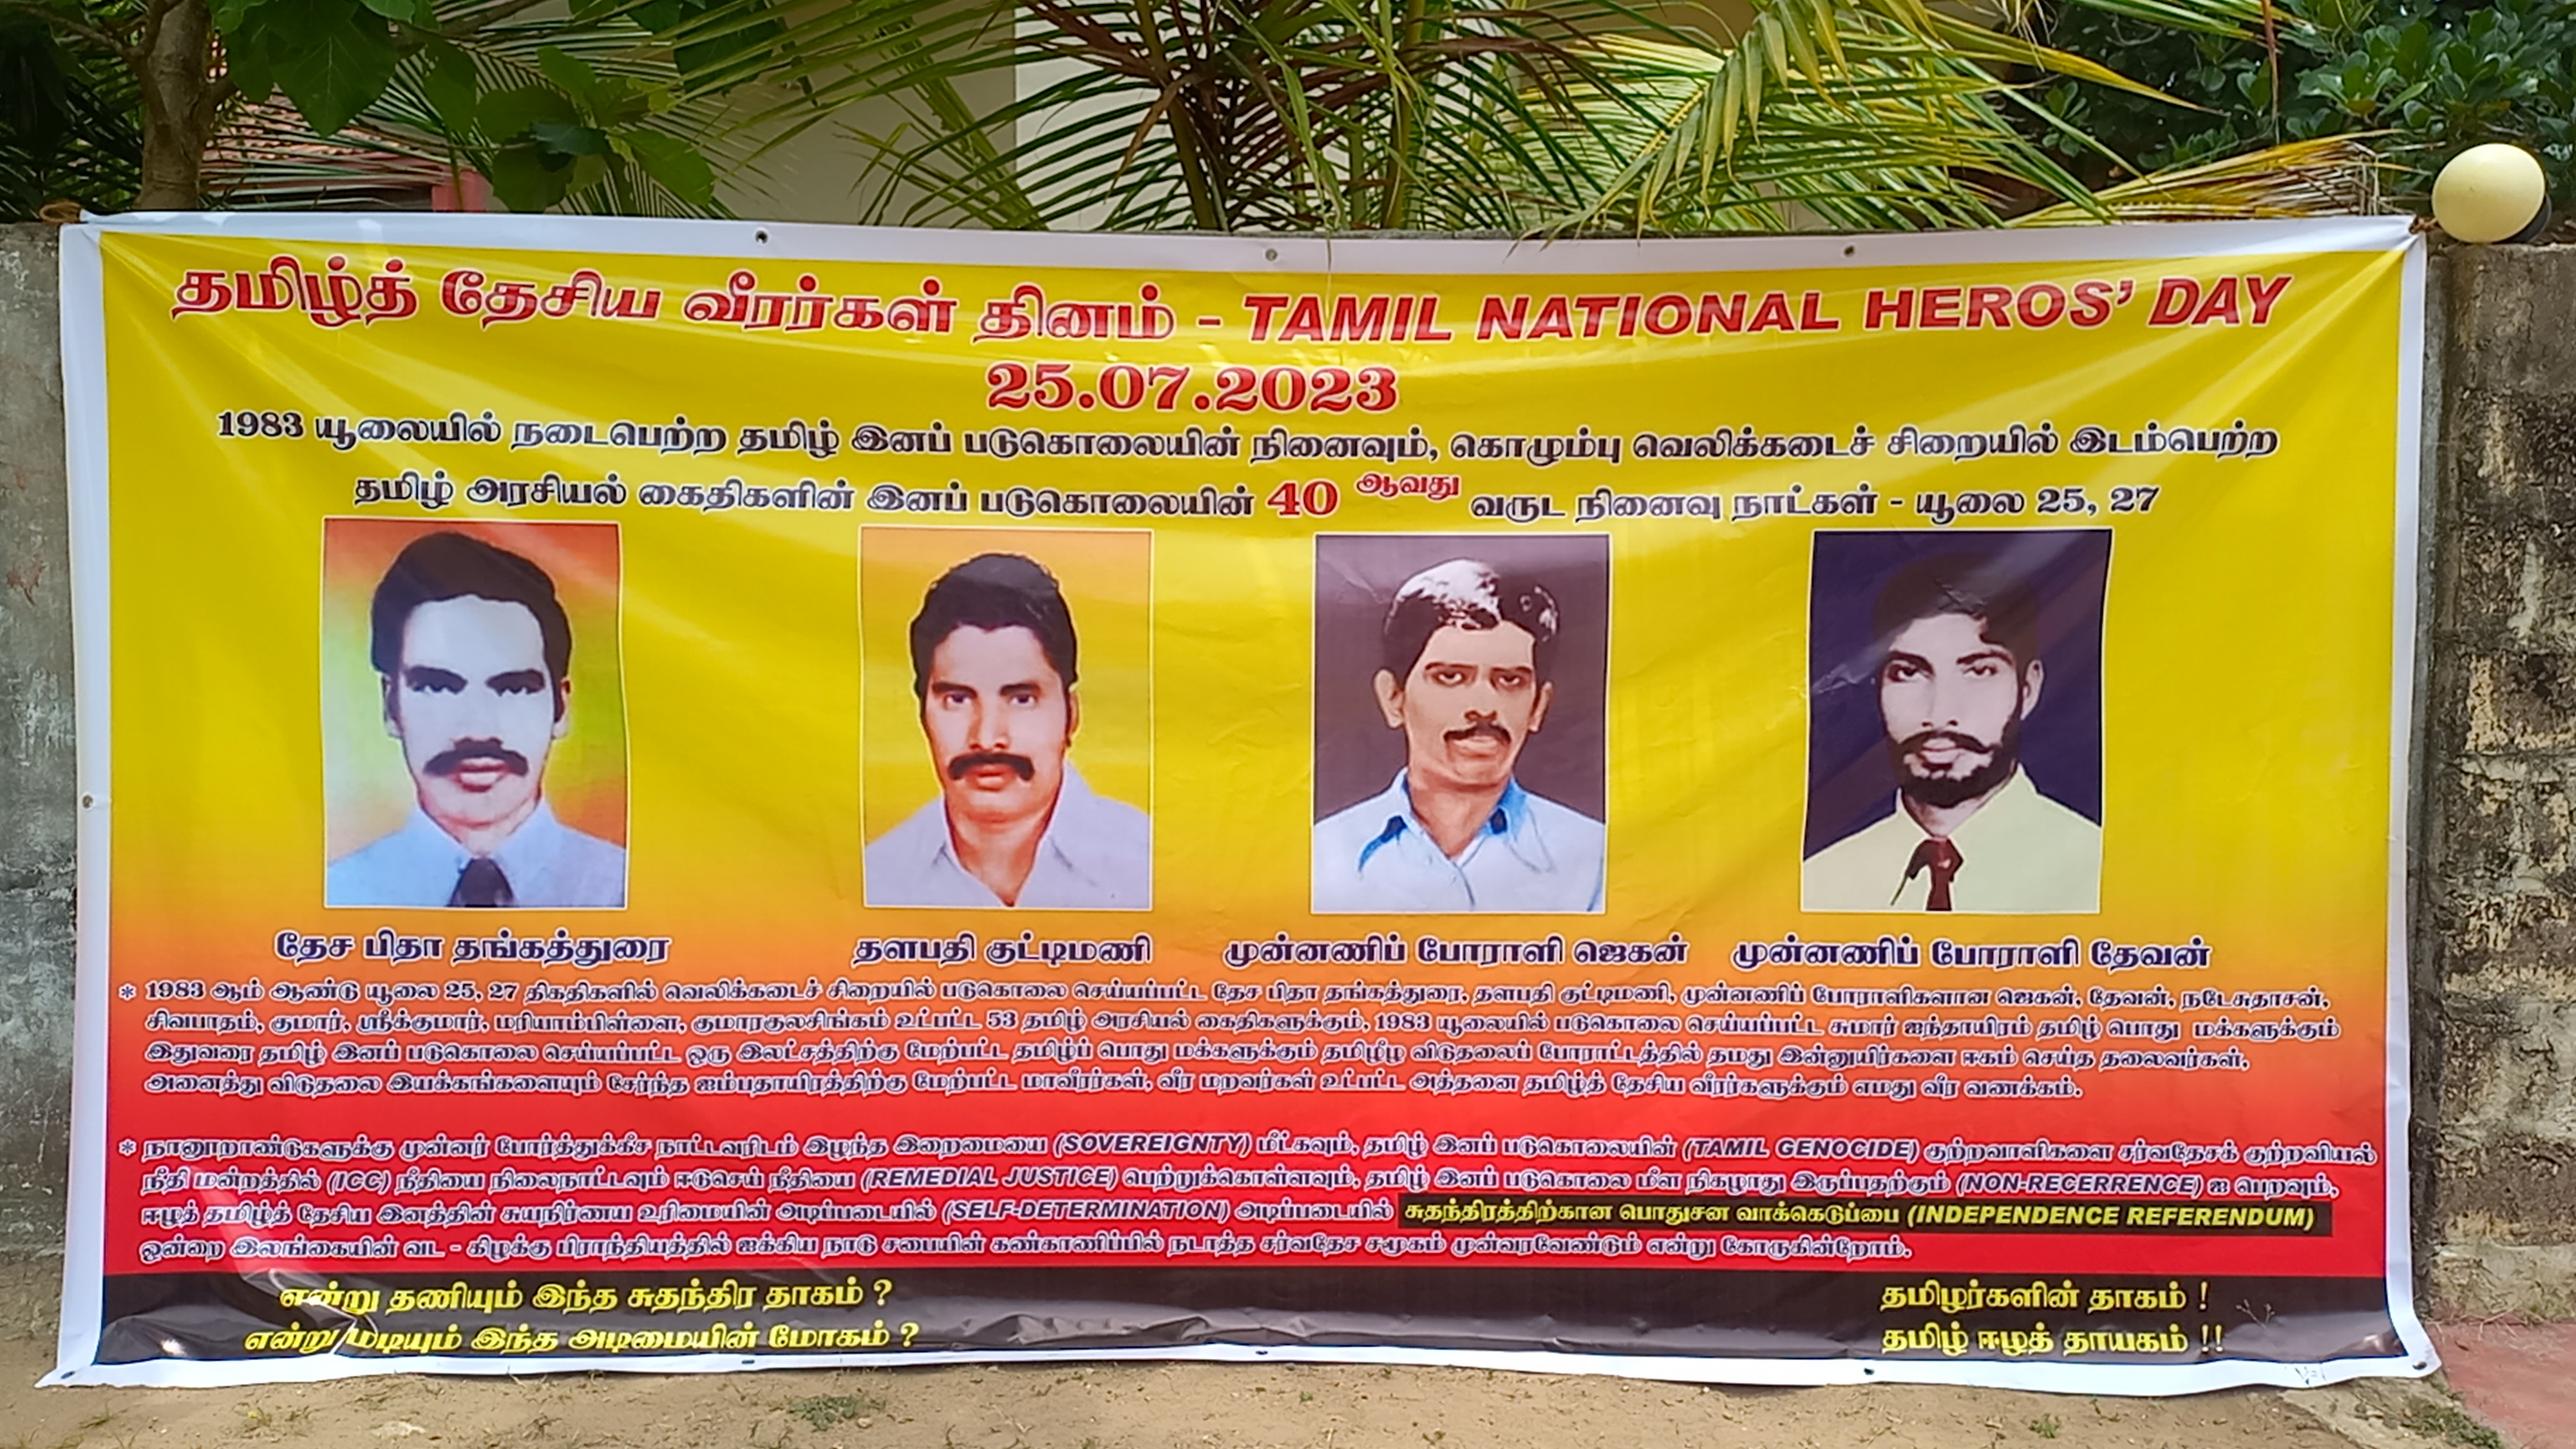 தமிழ்த் தேசிய வீரர்கள் தினம் - TAMIL NATIONAL HEROS' DAY
25.07.2023
1983 யூலையில் நடைபெற்ற தமிழ் இனப் படுகொலையின் நினைவும், கொழும்பு வெலிக்கடைச் சிறையில் இடம்பெற்ற
தமிழ் அரசியல் கைதிகளின் இனப் படுகொலையின் 40 ஆவது வருட நினைவு நாட்கள் - யூலை 25, 27
தேச பிதா தங்கத்துரை தளபதி குட்டிமணி முன்னணிப் போராளி ஜெகன் முன்னணிப் போராளி தேவன்
* 1983 ஆம் ஆண்டு யூலை 25, 27 திகதிகளில் வெலிக்கடைச் சிறையில் படுகொலை செய்யப்பட்ட தேச பிதா தங்கத்துரை, தளபதி குட்டிமணி, முன்னணிப் போராளிகளான ஜெகன், தேவன், நடேசுதாசன்,
சிவபாதம், குமார், ஸ்ரீக்குமார், மரியாம்பிள்ளை, குமாரகுலசிங்கம் உட்பட்ட 53 தமிழ் அரசியல் கைதிகளுக்கும், 1983 யூலையில் படுகொலை செய்யப்பட்ட சுமார் ஐந்தாயிரம் தமிழ் பொது மக்களுக்கும்
இதுவரை தமிழ் இனப் படுகொலை செய்யப்பட்ட ஒரு இலட்சத்திற்கு மேற்பட்ட தமிழ்ப் பொது மக்களுக்கும் தமிழீழ விடுதலைப் போராட்டத்தில் தமது இன்னுயிர்களை ஈகம் செய்த தலைவர்கள்,
அனைத்து விடுதலை இயக்கங்களையும் சேர்ந்த ஐம்பதாயிரத்திற்கு மேற்பட்ட மாவீரர்கள், வீர மறவர்கள் உட்பட்ட அத்தனை தமிழ்த் தேசிய வீரர்களுக்கும் எமது வீர வணக்கம்.
* நானூறாண்டுகளுக்கு முன்னர் போர்த்துக்கீச நாட்டவரிடம் இழந்த இறைமையை (SOVEREIGNTY) மீட்கவும், தமிழ் இனப் படுகொலையின் (TAMIL GENOCIDE) குற்றவாளிகளை சர்வதேசக் குற்றவியல்
நீதி மன்றத்தில் (ICC) நீதியை நிலைநாட்டவும் ஈடுசெய் நீதியை (REMEDIAL JUSTICE) பெற்றுக்கொள்ளவும், தமிழ் இனப் படுகொலை மீள நிகழாது இருப்பதற்கும் (NON-RECERRENCE) ஐ பெறவும்,
ஈழத் தமிழ்த் தேசிய இனத்தின் சுயநிர்ணய உரிமையின் அடிப்படையில் (SELF-DETERMINATION) அடிப்படையில் சுதந்திரத்திற்கான பொதுசன வாக்கெடுப்பை (INDEPENDENCE REFERENDUM)
ஒன்றை இலங்கையின் வட - கிழக்கு பிராந்தியத்தில் ஐக்கிய நாடு சபையின் கண்காணிப்பில் நடாத்த சர்வதேச சமூகம் முன்வரவேண்டும் என்று கோருகின்றோம்.
என்று தணியும் இந்த சுதந்திர தாகம் ?
என்று மடியும் இந்த அடிமையின் மோகம் ?
தமிழர்களின் தாகம் !
தமிழ் ஈழத் தாயகம் !!